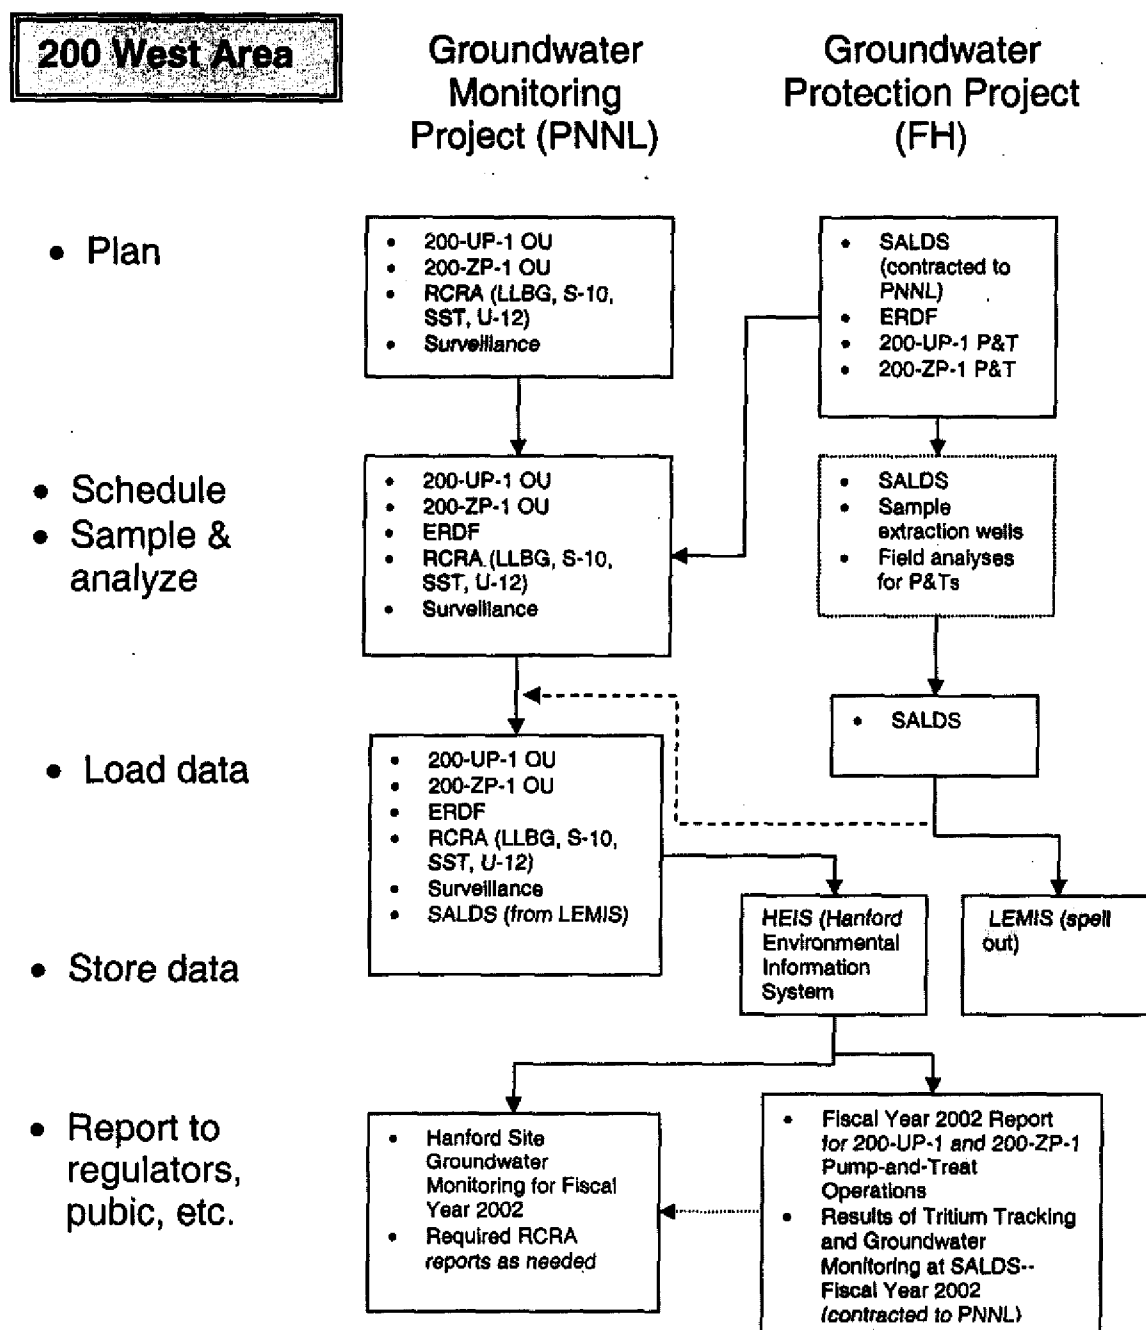 200 West Area
Groundwater
Monitoring
Project (PNNL)
Groundwater
Protection Project
(FH)
• Plan
• 200-UP-1 OU
• 200-ZP-1 OU
• RCRA (LLBG, S-10,
SST, U-12)
• Surveillance
• SALDS
(contracted to
PNNL)
• ERDF
• 200-UP-1 P&T
• 200-ZP-1 P&T
• Schedule
• Sample &
analyze
• 200-UP-1 OU
• 200-ZP-1 OU
• ERDF
• RCRA (LLBG, S-10,
SST, U-12)
• Surveillance
• SALDS
• Sample
extraction wells
• Field analyses
for P&Ts
• SALDS
• Load data
• 200-UP-1 OU
• 200-ZP-1 OU
• ERDF
• RCRA (LLBG, S-10,
SST, U-12)
• Surveillance
• SALDS (from LEMIS)
• Store data
HEIS (Hanford
Environmental
Information
System
LEMIS (spell
out)
• Report to
regulators,
pubic, etc.
• Hanford Site
Groundwater
Monitoring for Fiscal
Year 2002
• Required RCRA
reports as needed
• Fiscal Year 2002 Report
for 200-UP-1 and 200-ZP-1
Pump-and-Treat
Operations
• Results of Tritium Tracking
and Groundwater
Monitoring at SALDS--
Fiscal Year 2002
(contracted to PNNL)